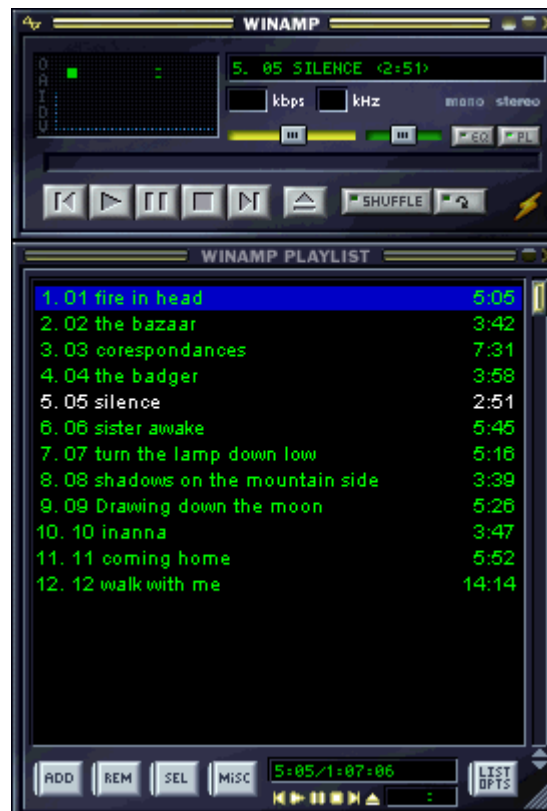 WINAMP
O
A
I
D
V
5. 05 SILENCE <2:51>
kbps kHz mono stereo
EQ PL
SHUFFLE
WINAMP PLAYLIST
1. 01 fire in head 5:05
2. 02 the bazaar 3:42
3. 03 corespondances 7:31
4. 04 the badger 3:58
5. 05 silence 2:51
6. 06 sister awake 5:45
7. 07 turn the lamp down low 5:16
8. 08 shadows on the mountain side 3:39
9. 09 Drawing down the moon 5:26
10. 10 inanna 3:47
11. 11 coming home 5:52
12. 12 walk with me 14:14
ADD REM SEL MISC 5:05/1:07:06 LIST OPTS